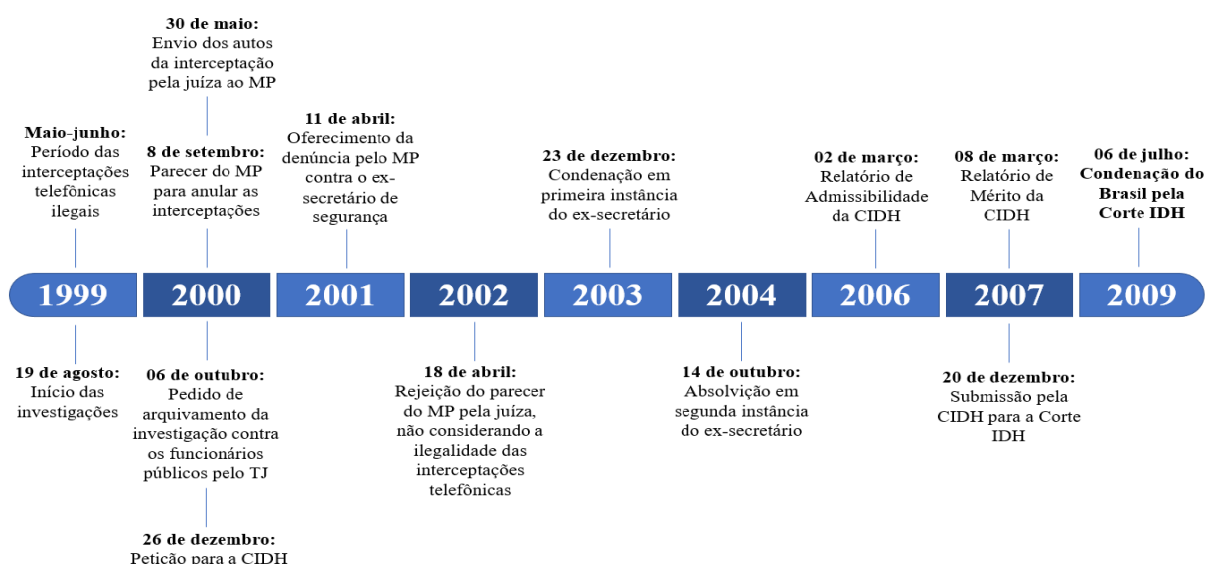 30 de maio:
Envio dos autos
da interceptação
pela juíza ao MP
Maio-junho:
Período das
interceptações
telefônicas
ilegais
8 de setembro:
Parecer do MP
para anular as
interceptações
11 de abril:
Oferecimento da
denúncia pelo MP
contra o ex-
secretário de
segurança
23 de dezembro:
Condenação em
primeira instância
do ex-secretário
02 de março:
Relatório de
Admissibilidade
da CIDH
08 de março:
Relatório de
Mérito da
CIDH
06 de julho:
Condenação do
Brasil pela
Corte IDH
1999
2000
2001
2002
2003
2004
2006
2007
2009
19 de agosto:
Início das
investigações
06 de outubro:
Pedido de
arquivamento da
investigação contra
os funcionários
públicos pelo TJ
26 de dezembro:
Petição para a CIDH
18 de abril:
Rejeição do parecer
do MP pela juíza,
não considerando a
ilegalidade das
interceptações
telefônicas
14 de outubro:
Absolvição em
segunda instância
do ex-secretário
20 de dezembro:
Submissão pela
CIDH para a Corte
IDH